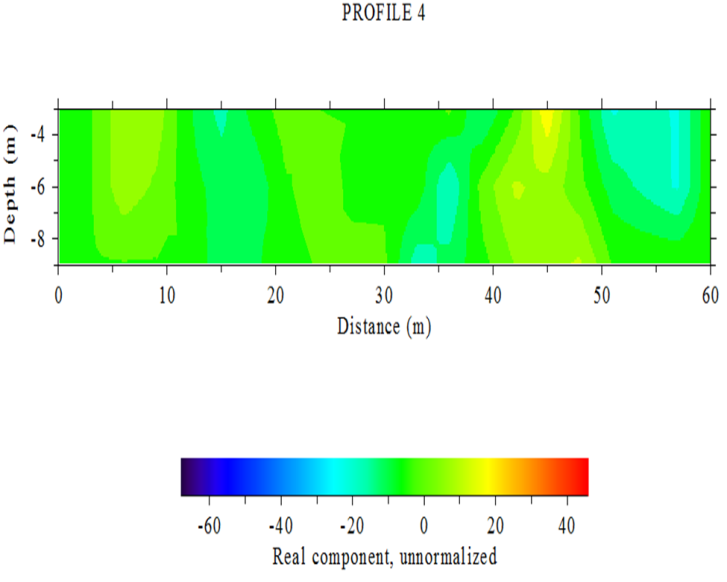 PROFILE 4
Depth (m)
-4
-6
-8
0 10 20 30 40 50 60
Distance (m)
-60 -40 -20 0 20 40
Real component, unnormalized